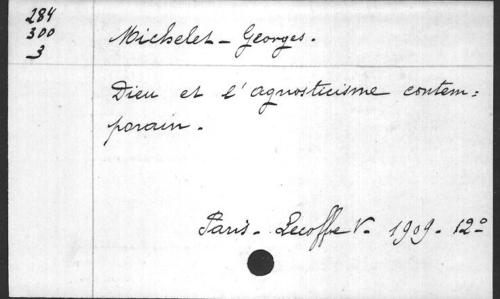 284
300
3
Michelet - Georges.
Dieu et l'agnosticisme contem=
porain -
Paris - Lecoffre V. - 1909 - 12°